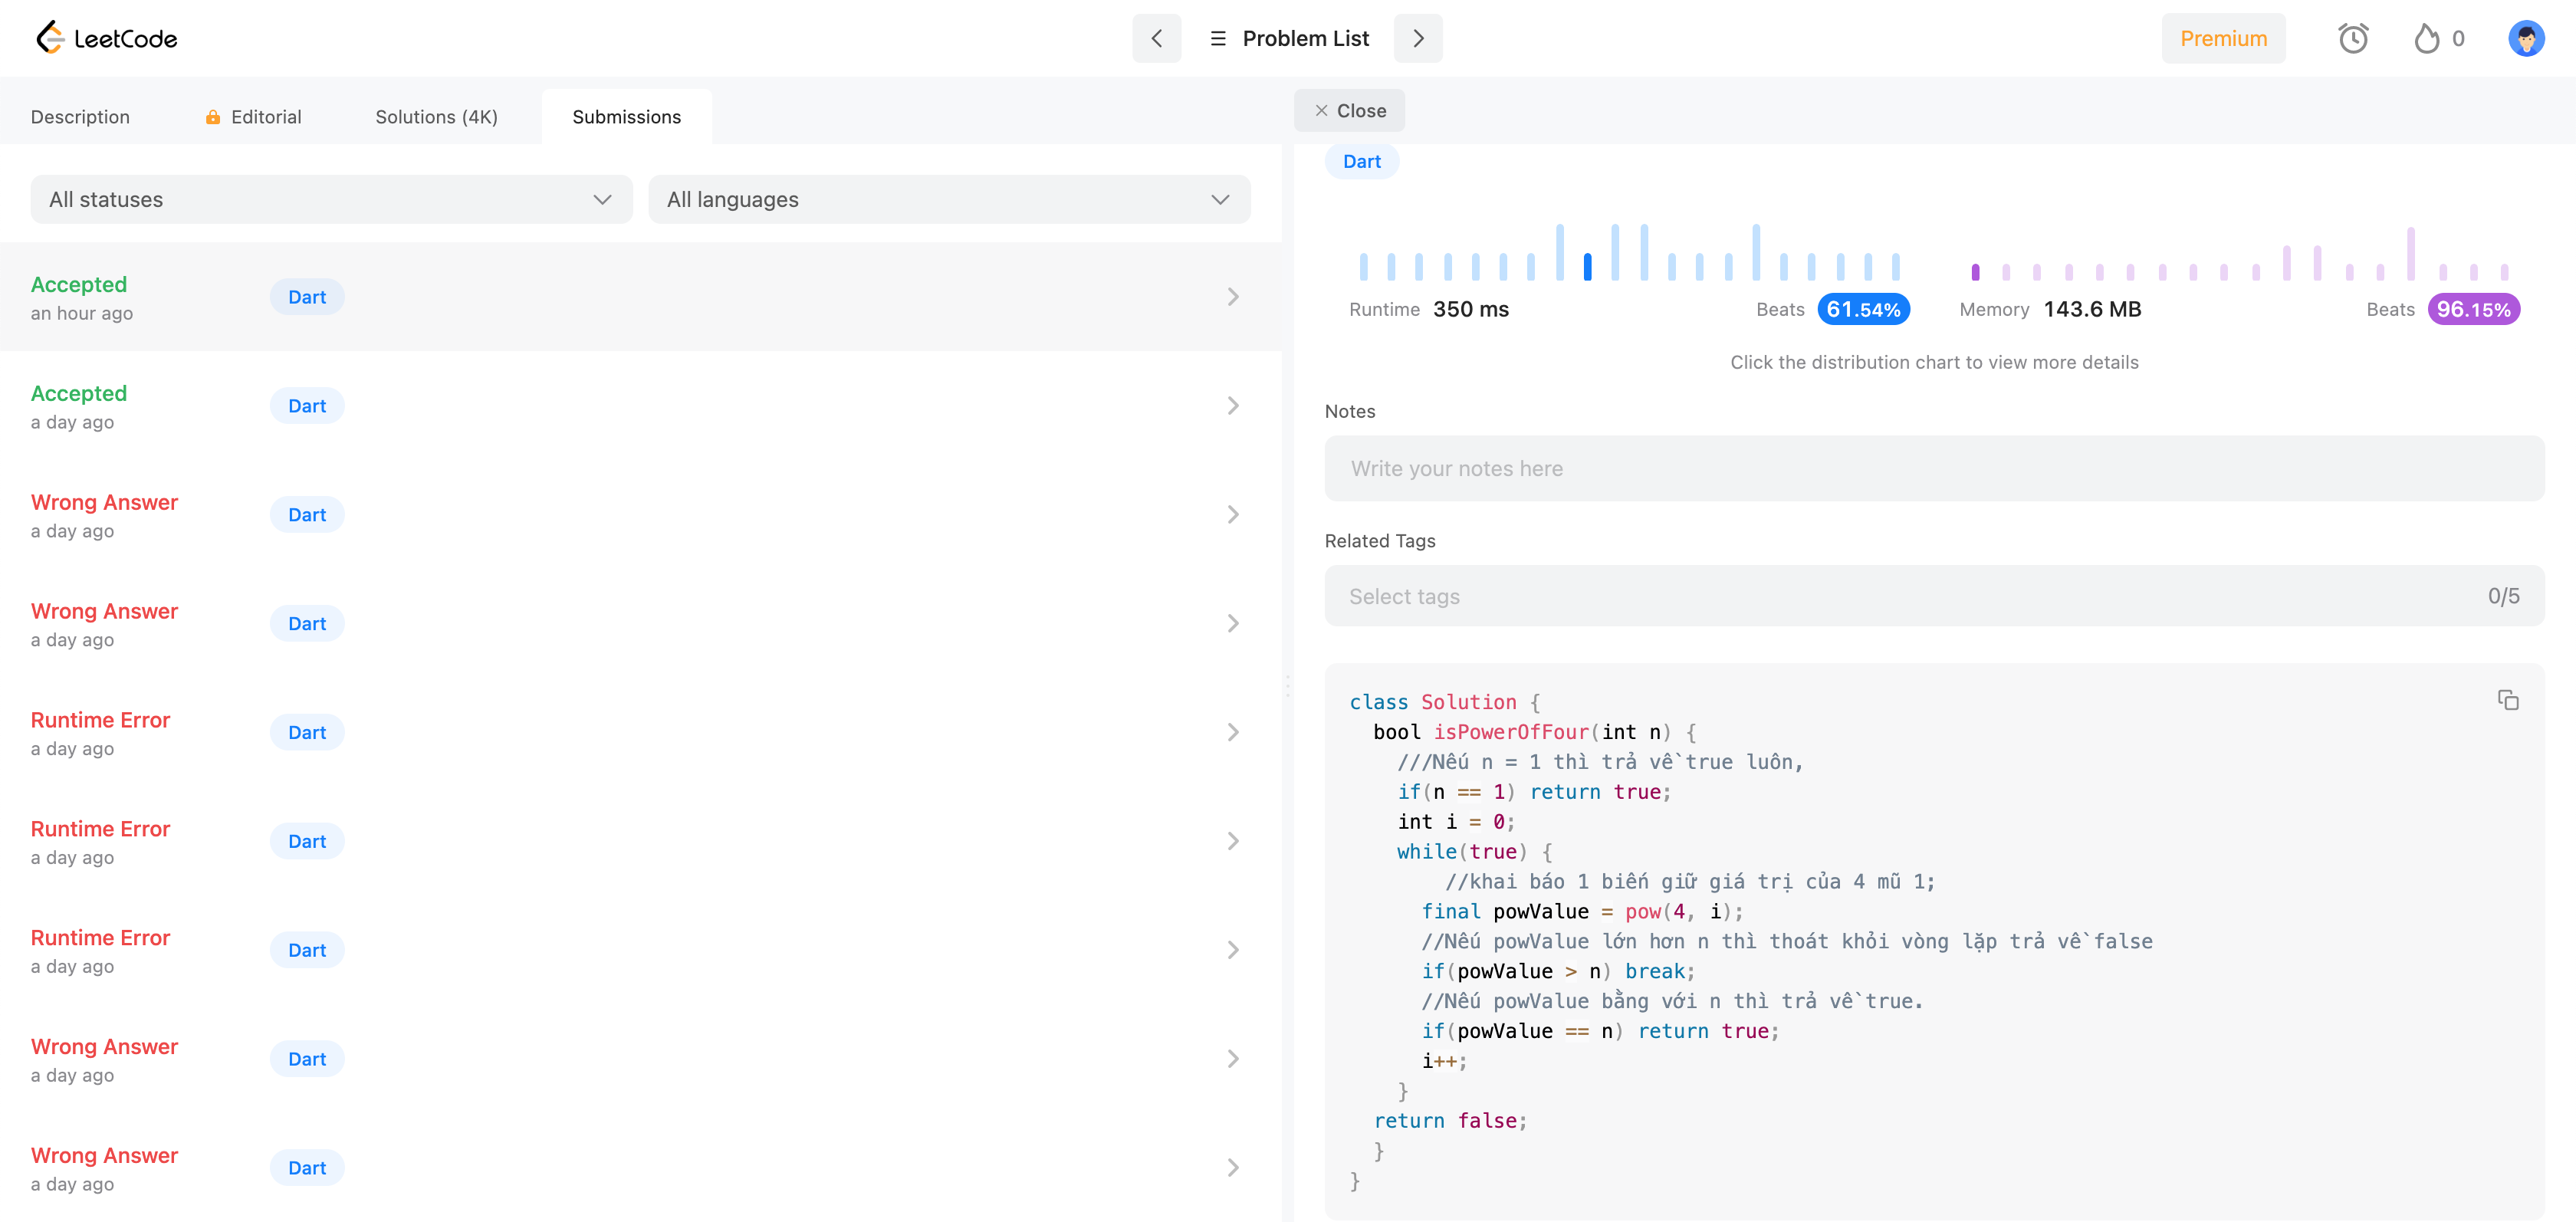 LeetCode
Problem List
Premium
0
Description
Editorial
Solutions (4K)
Submissions
All statuses
All languages
Accepted
an hour ago
Dart
Accepted
a day ago
Dart
Wrong Answer
a day ago
Dart
Wrong Answer
a day ago
Dart
Runtime Error
a day ago
Dart
Runtime Error
a day ago
Dart
Runtime Error
a day ago
Dart
Wrong Answer
a day ago
Dart
Wrong Answer
a day ago
Dart
Close
Dart
Runtime 350 ms
Beats 61.54%
Memory 143.6 MB
Beats 96.15%
Click the distribution chart to view more details
Notes
Write your notes here
Related Tags
Select tags
0/5
class Solution {
bool isPowerOfFour(int n) {
///Nếu n = 1 thì trả về true luôn,
if(n == 1) return true;
int i = 0;
while(true) {
//khai báo 1 biến giữ giá trị của 4 mũ 1;
final powValue = pow(4, i);
//Nếu powValue lớn hơn n thì thoát khỏi vòng lặp trả về false
if(powValue > n) break;
//Nếu powValue bằng với n thì trả về true.
if(powValue == n) return true;
i++;
}
return false;
}
}